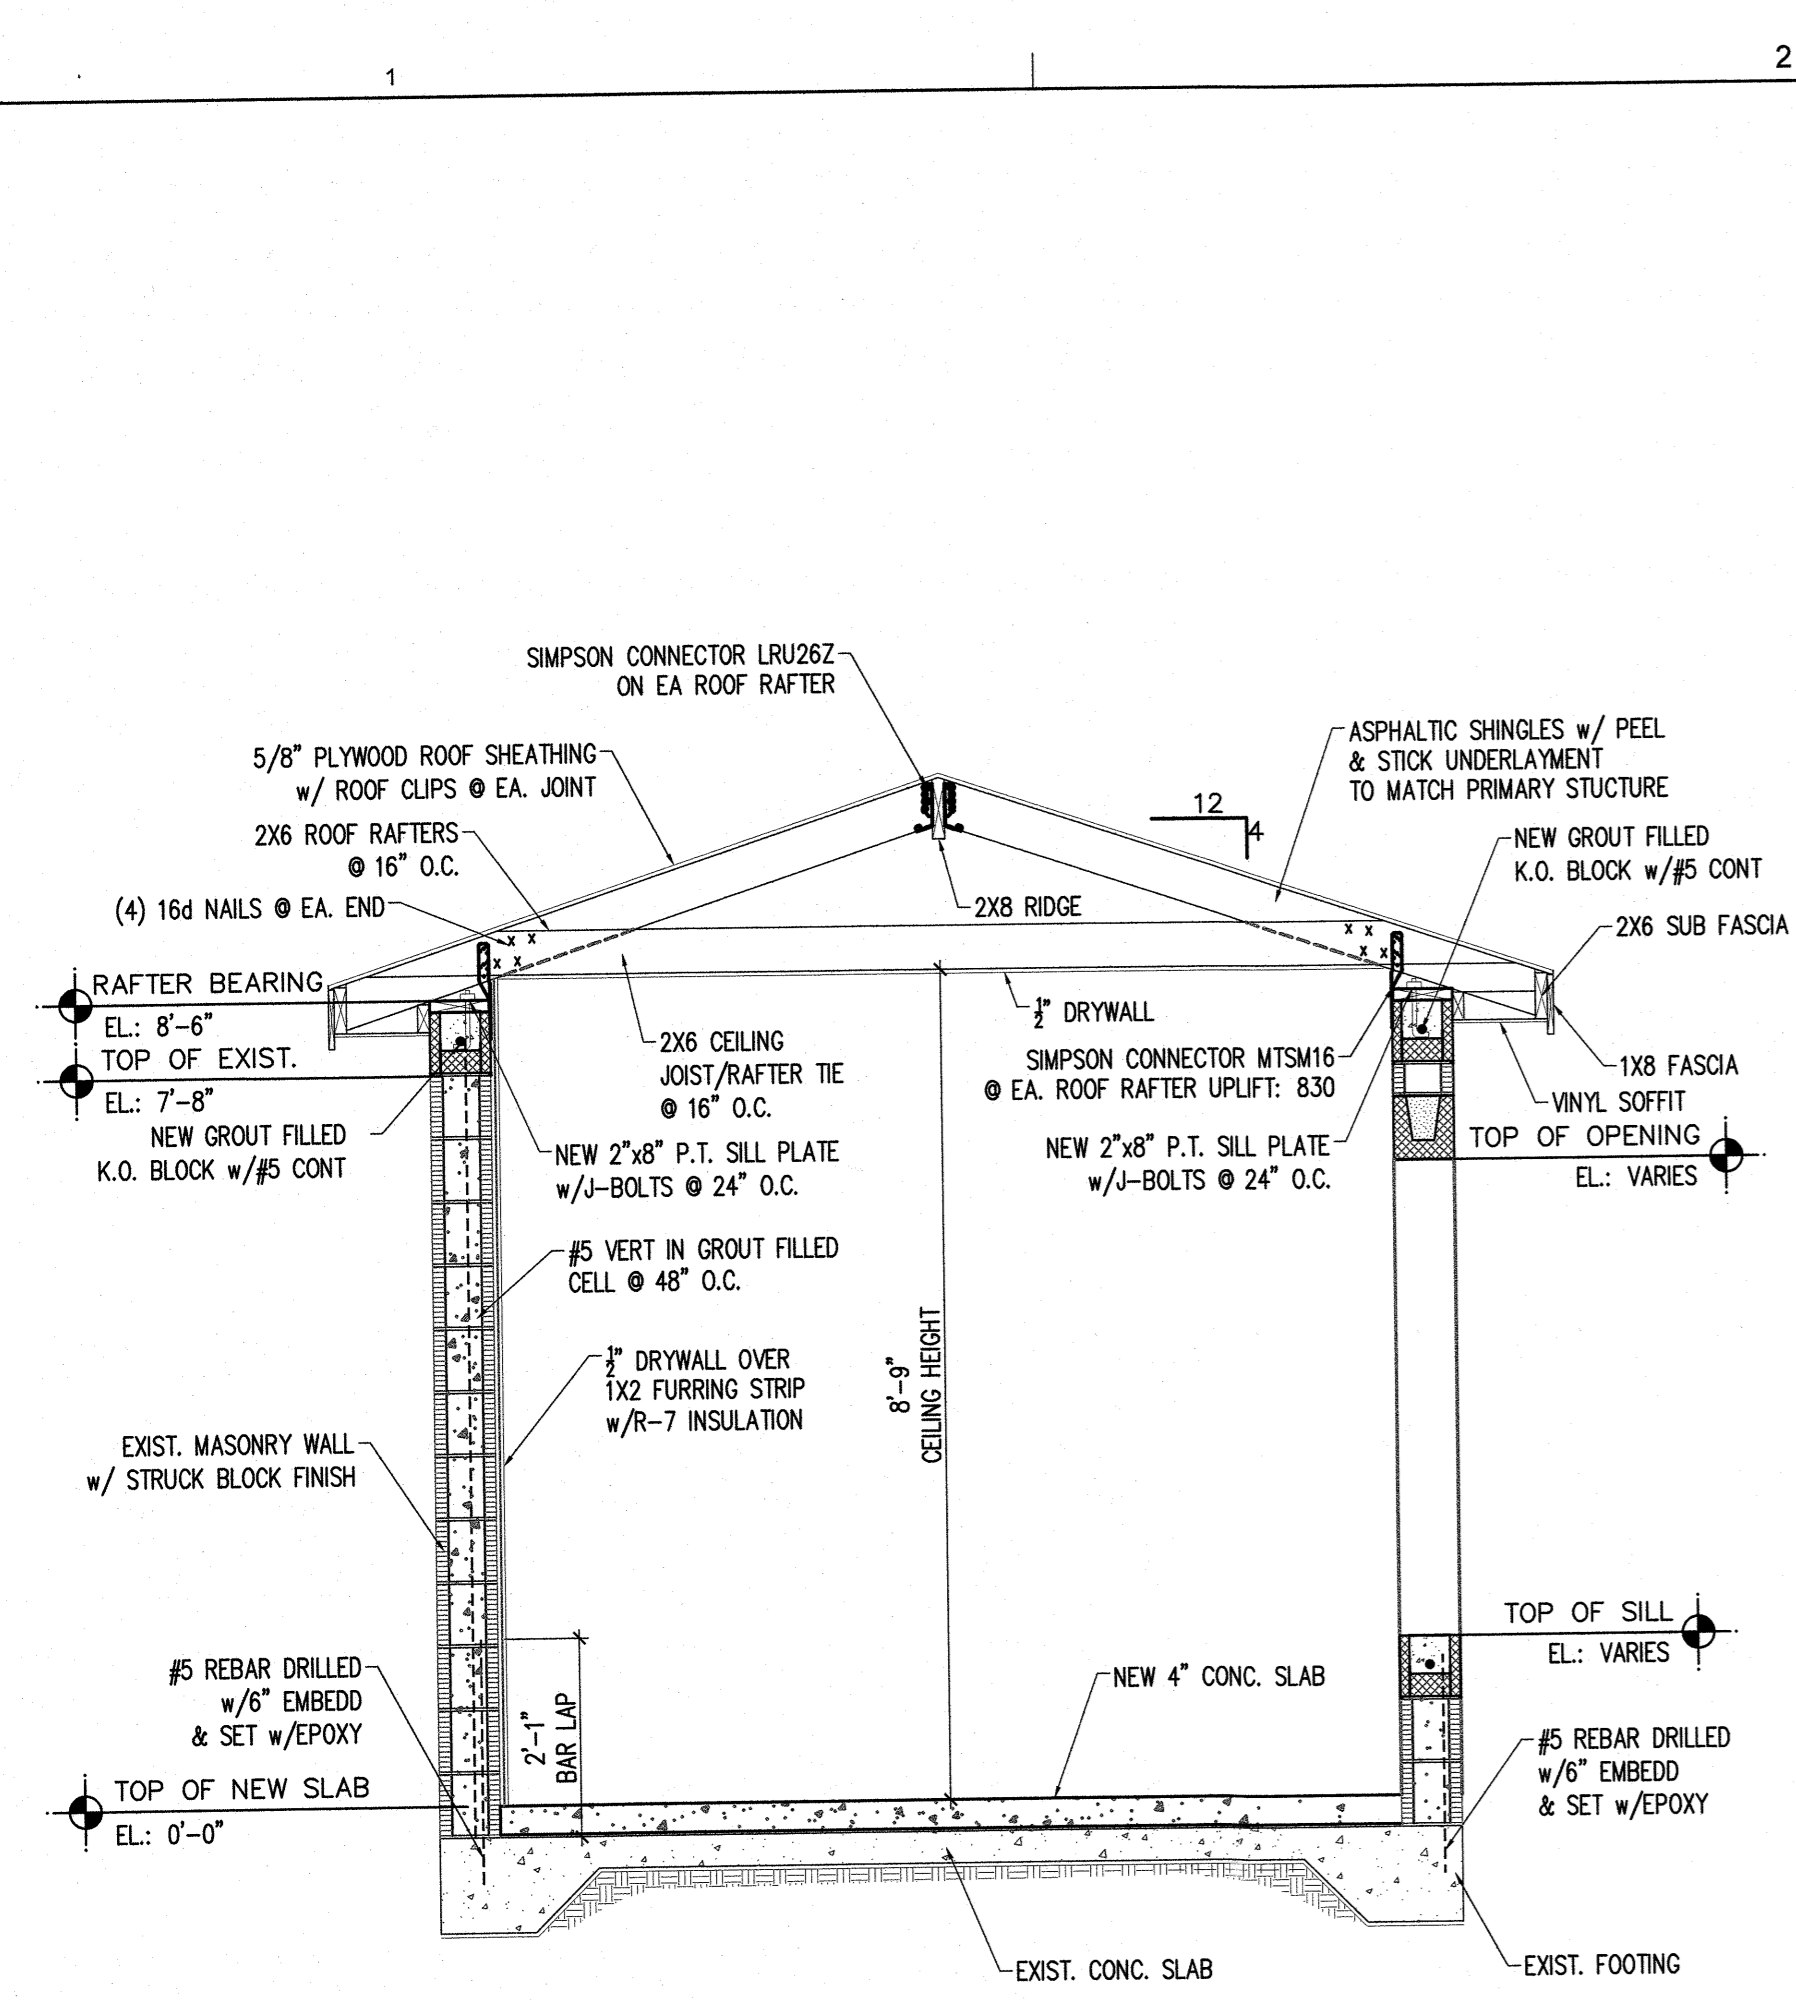 1
2
SIMPSON CONNECTOR LRU26Z
ON EA ROOF RAFTER
5/8" PLYWOOD ROOF SHEATHING
w/ ROOF CLIPS @ EA. JOINT
2X6 ROOF RAFTERS
@ 16" O.C.
(4) 16d NAILS @ EA. END
ASPHALTIC SHINGLES w/ PEEL
& STICK UNDERLAYMENT
TO MATCH PRIMARY STUCTURE
12
4
NEW GROUT FILLED
K.O. BLOCK w/#5 CONT
2X8 RIDGE
2X6 SUB FASCIA
x x
x x
x x
x x
RAFTER BEARING
EL.: 8'-6"
TOP OF EXIST.
EL.: 7'-8"
NEW GROUT FILLED
K.O. BLOCK w/#5 CONT
2X6 CEILING
JOIST/RAFTER TIE
@ 16" O.C.
NEW 2"x8" P.T. SILL PLATE
w/J-BOLTS @ 24" O.C.
1/2" DRYWALL
SIMPSON CONNECTOR MTSM16
@ EA. ROOF RAFTER UPLIFT: 830
NEW 2"x8" P.T. SILL PLATE
w/J-BOLTS @ 24" O.C.
1X8 FASCIA
VINYL SOFFIT
TOP OF OPENING
EL.: VARIES
#5 VERT IN GROUT FILLED
CELL @ 48" O.C.
1/2" DRYWALL OVER
1X2 FURRING STRIP
w/R-7 INSULATION
8'-9"
CEILING HEIGHT
EXIST. MASONRY WALL
w/ STRUCK BLOCK FINISH
TOP OF SILL
EL.: VARIES
#5 REBAR DRILLED
w/6" EMBEDD
& SET w/EPOXY
2'-1"
BAR LAP
NEW 4" CONC. SLAB
#5 REBAR DRILLED
w/6" EMBEDD
& SET w/EPOXY
TOP OF NEW SLAB
EL.: 0'-0"
EXIST. CONC. SLAB
EXIST. FOOTING